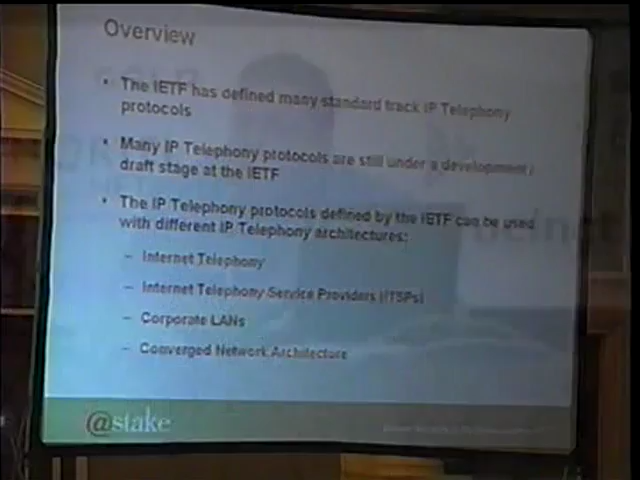 Overview
• The IETF has defined many standard track IP Telephony
protocols
• Many IP Telephony protocols are still under a development /
draft stage at the IETF
• The IP Telephony protocols defined by the IETF can be used
with different IP Telephony architectures:
– Internet Telephony
– Internet Telephony Service Providers (ITSPs)
– Corporate LANs
– Converged Network Architecture
@stake